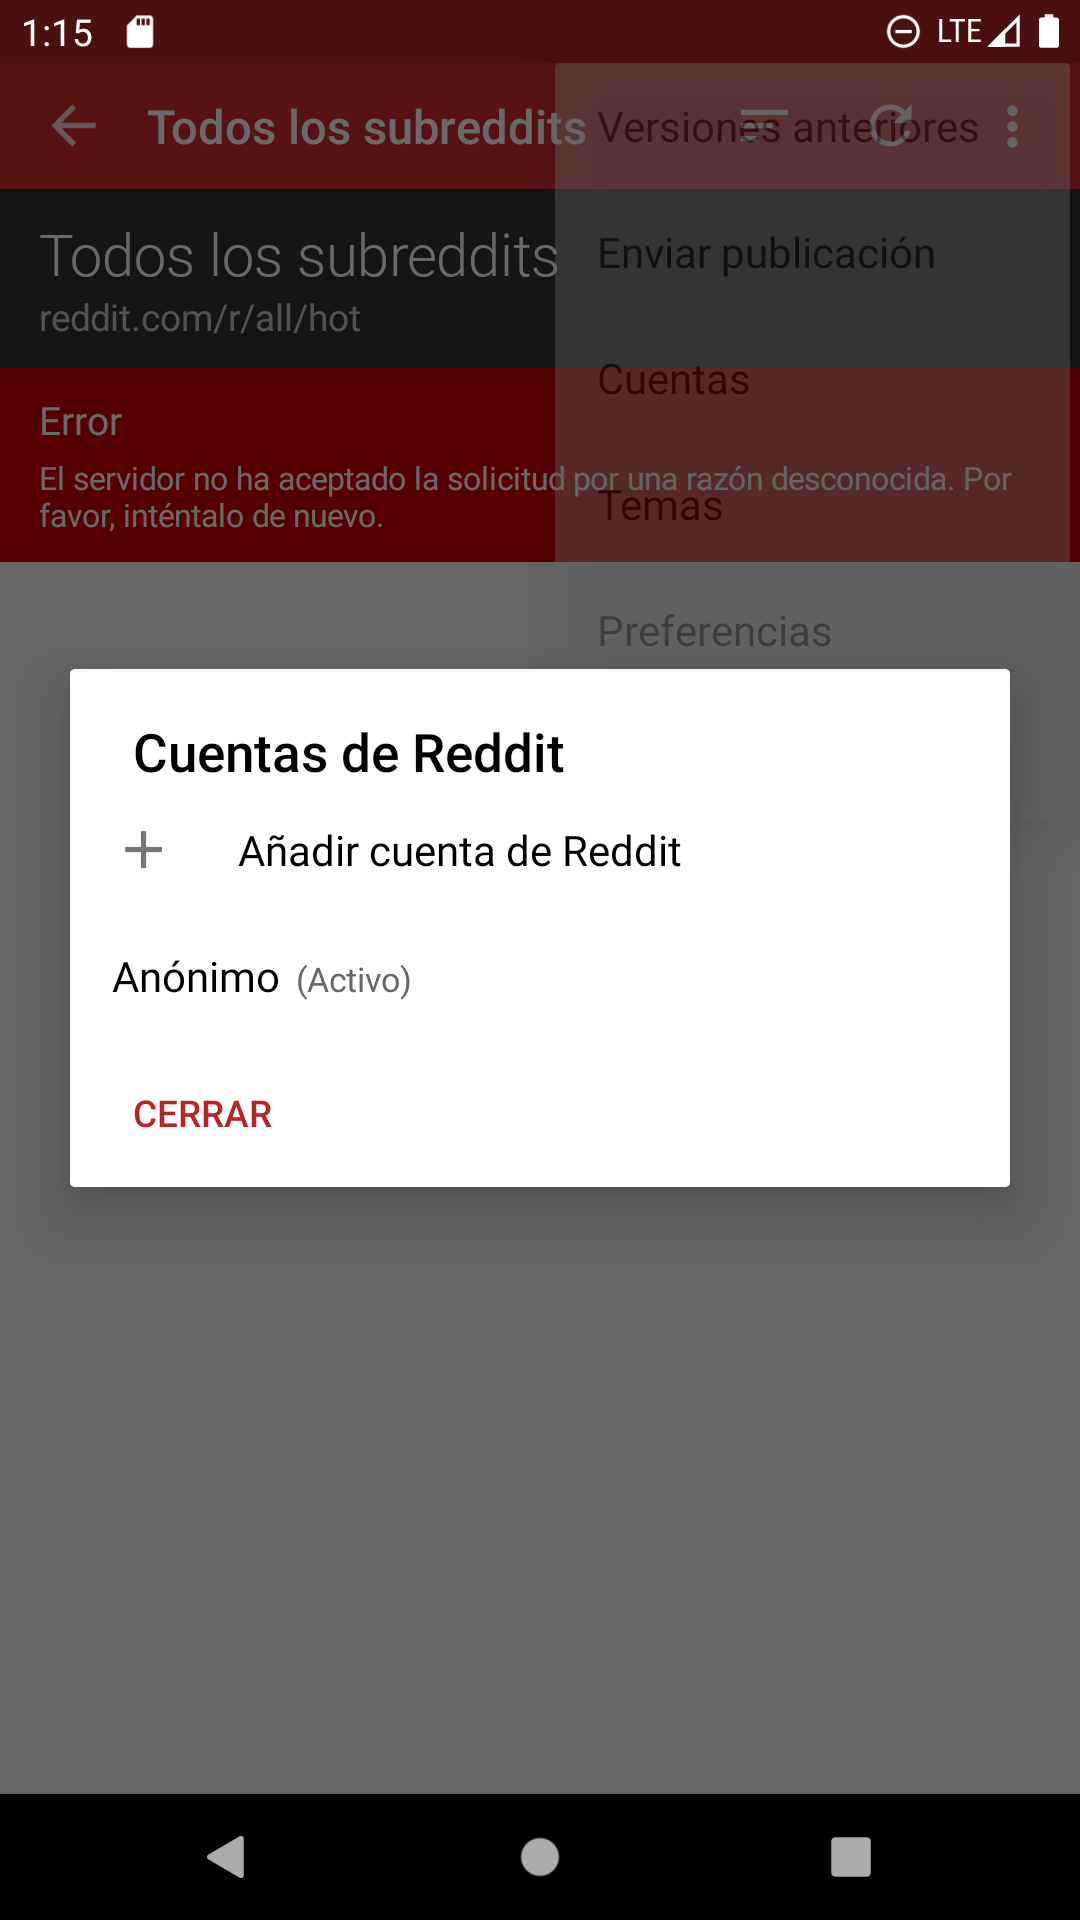 1:15
LTE
Todos los subreddits
Versiones anteriores
Todos los subreddits
reddit.com/r/all/hot
Enviar publicación
Cuentas
Error
El servidor no ha aceptado la solicitud por una razón desconocida. Por
favor, inténtalo de nuevo.
Temas
Preferencias
Cuentas de Reddit
Añadir cuenta de Reddit
Anónimo (Activo)
CERRAR